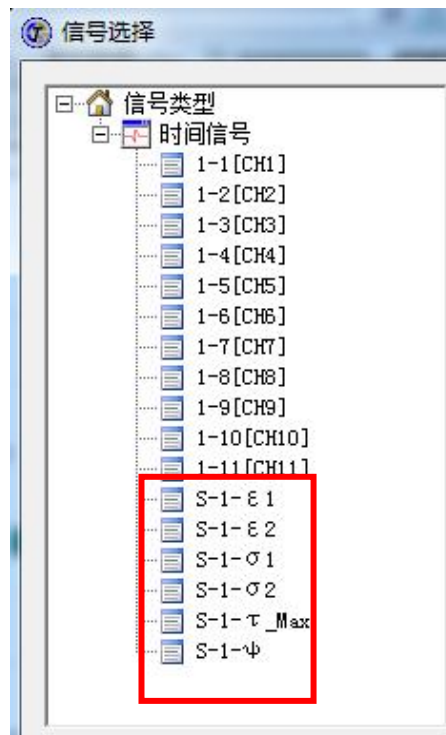 信号选择
信号类型
时间信号
1-1[CH1]
1-2[CH2]
1-3[CH3]
1-4[CH4]
1-5[CH5]
1-6[CH6]
1-7[CH7]
1-8[CH8]
1-9[CH9]
1-10[CH10]
1-11[CH11]
S-1-ε1
S-1-ε2
S-1-σ1
S-1-σ2
S-1-τ_Max
S-1-ψ